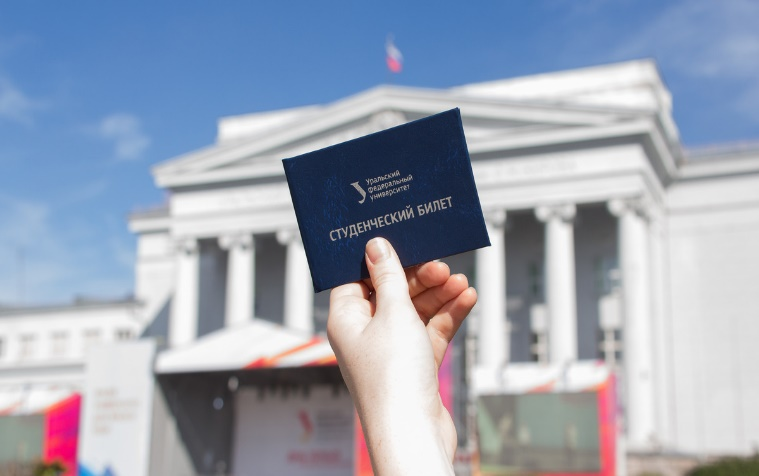 Уральский
федеральный
университет
СТУДЕНЧЕСКИЙ БИЛЕТ